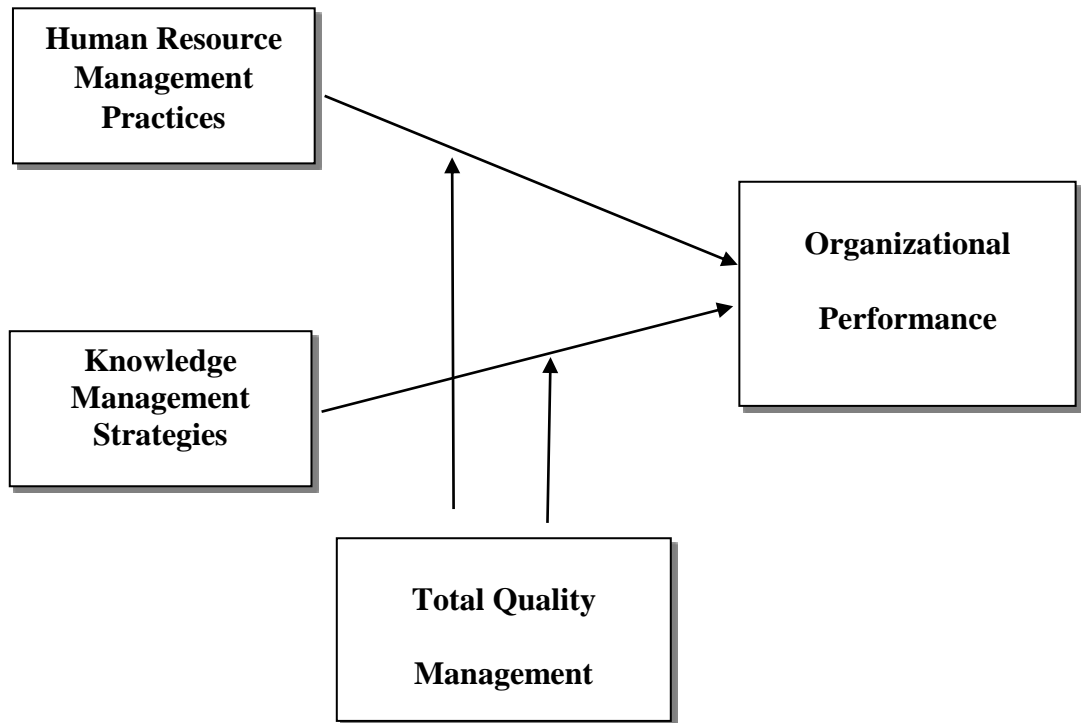 Human Resource
Management
Practices
Organizational
Performance
Knowledge
Management
Strategies
Total Quality
Management